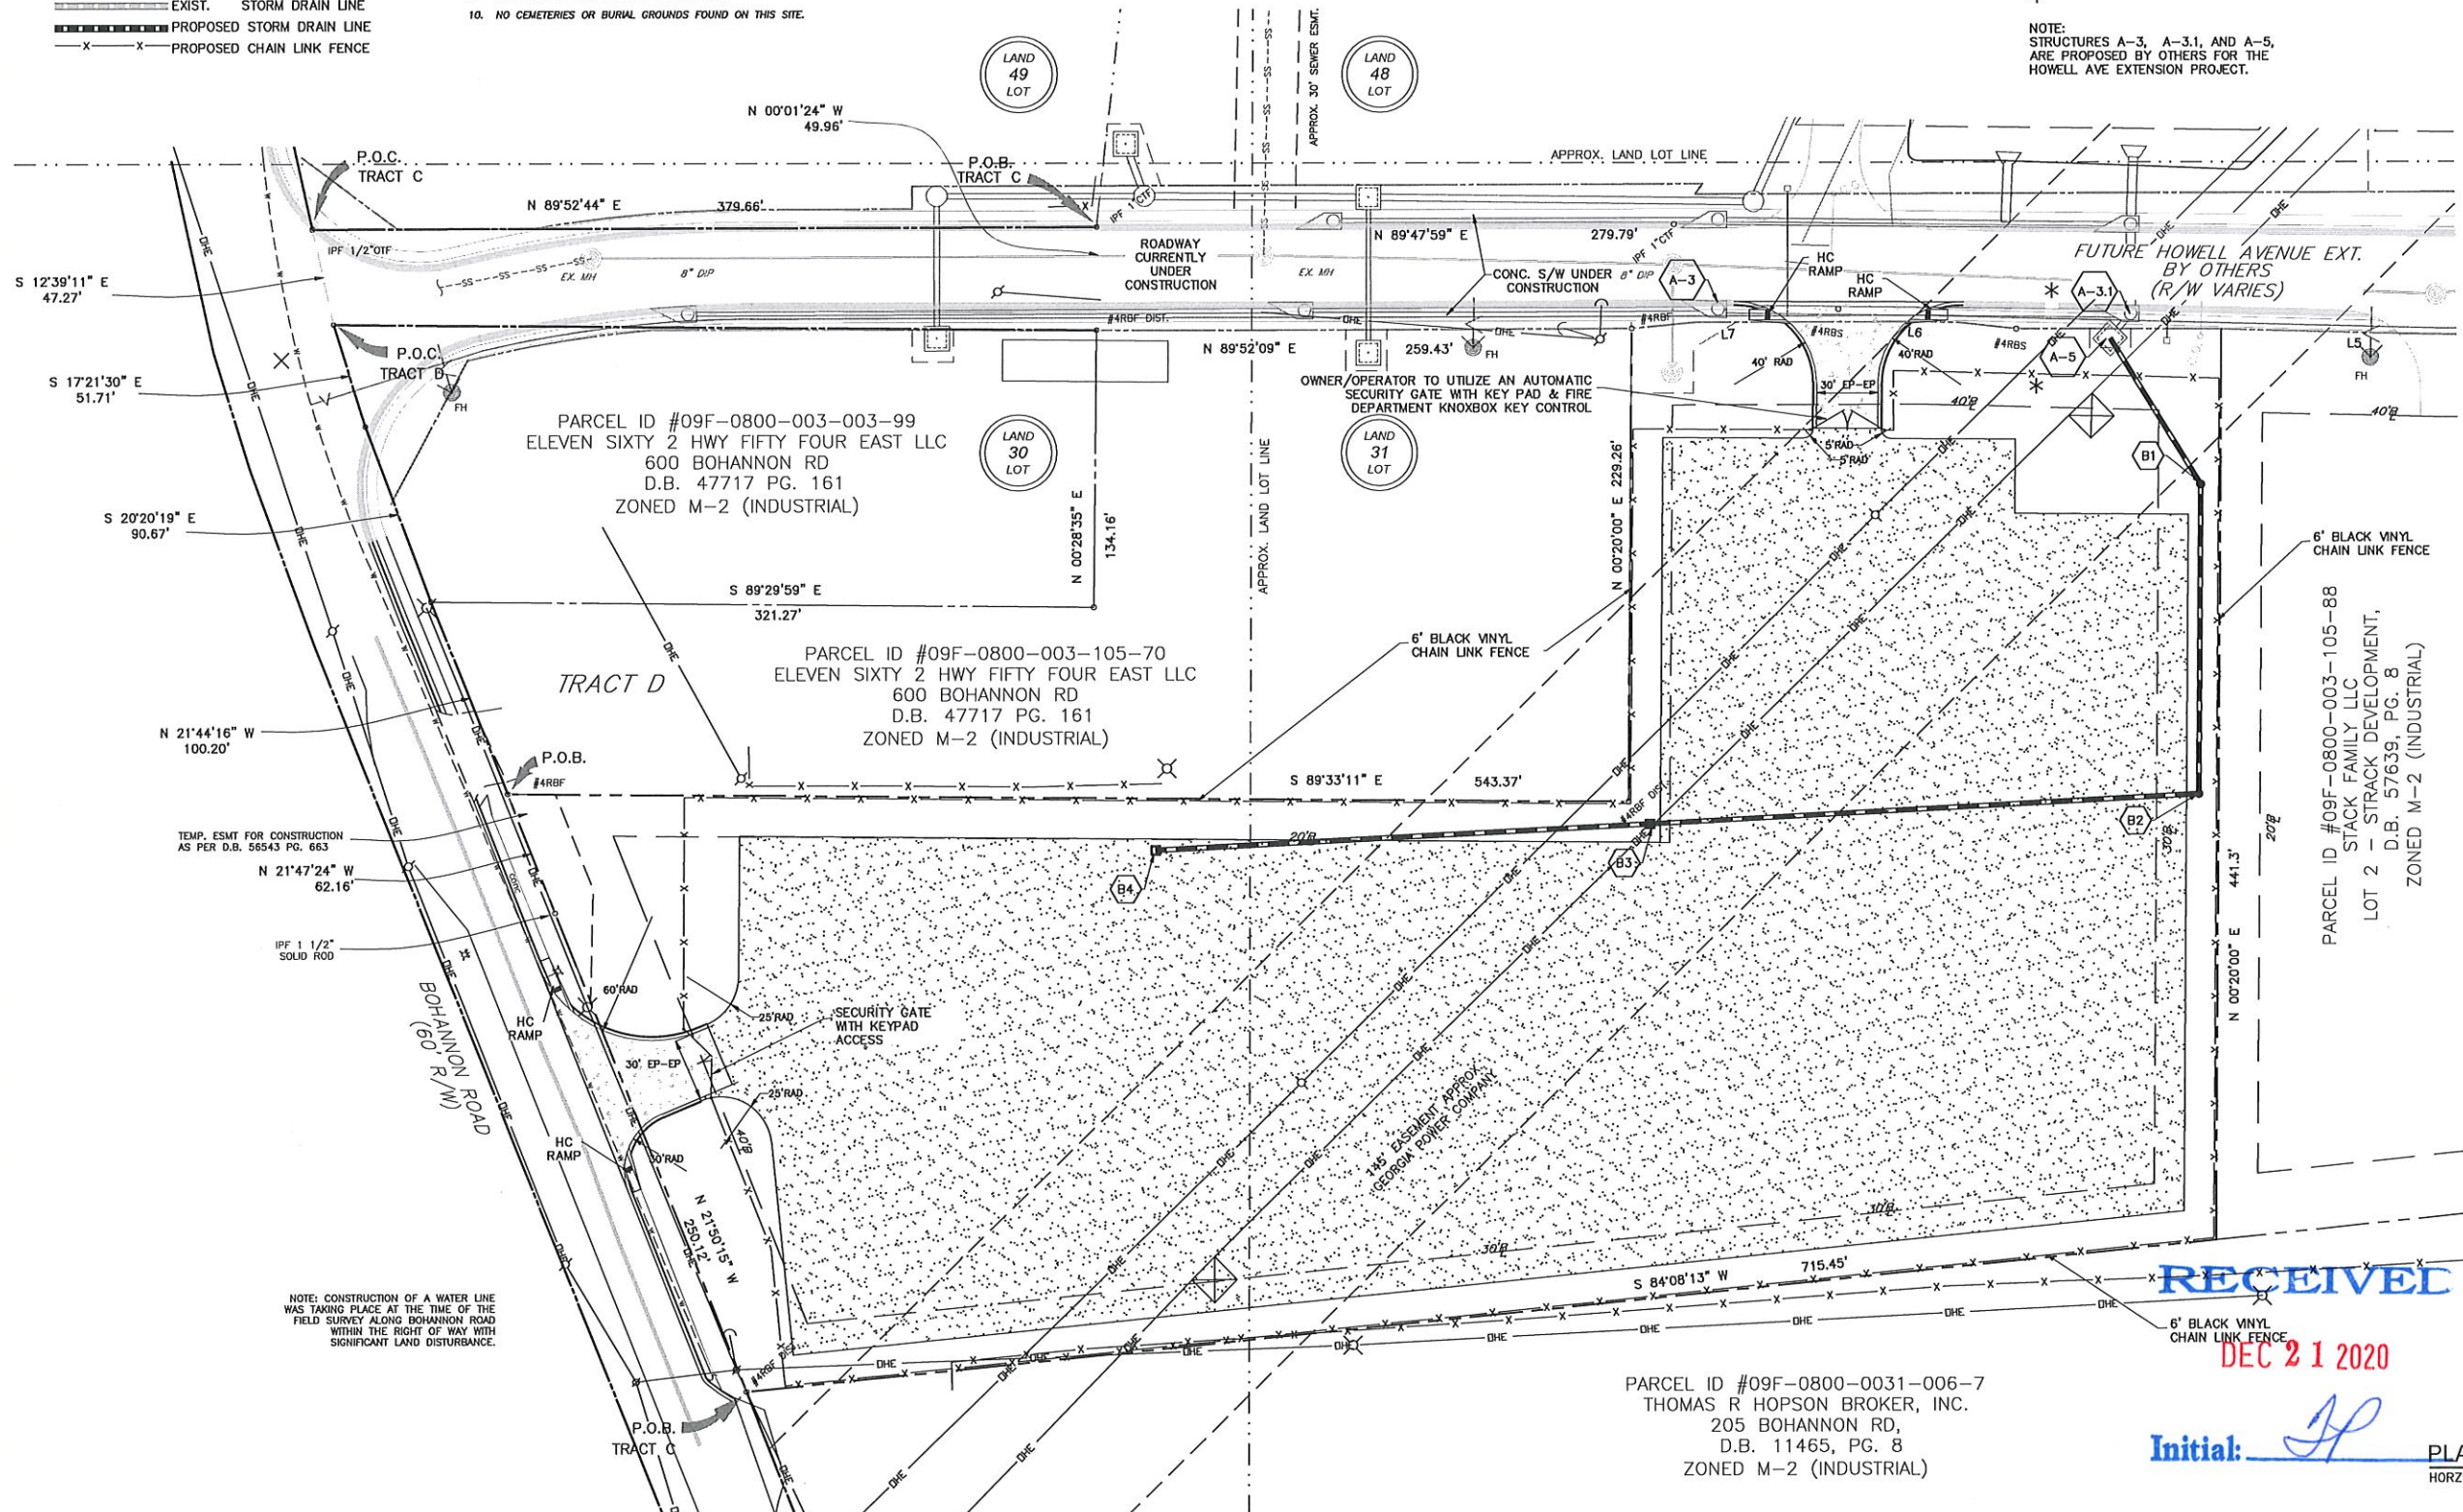 EXIST. STORM DRAIN LINE
PROPOSED STORM DRAIN LINE
PROPOSED CHAIN LINK FENCE
10. NO CEMETERIES OR BURIAL GROUNDS FOUND ON THIS SITE.
NOTE:
STRUCTURES A-3, A-3.1, AND A-5,
ARE PROPOSED BY OTHERS FOR THE
HOWELL AVE EXTENSION PROJECT.
LAND
49
LOT
LAND
48
LOT
APPROX. 30' SEWER ESMT.
N 00°01'24" W
49.96'
P.O.C.
TRACT C
P.O.B.
TRACT C
APPROX. LAND LOT LINE
N 89°52'44" E 379.66'
IPF 1"CTF
IPF 1/2"OTF
ROADWAY
CURRENTLY
UNDER
CONSTRUCTION
N 89°47'59" E 279.79'
IPF 1"CTF
S 12°39'11" E
47.27'
EX. MH
8" DIP
EX. MH
CONC. S/W UNDER
CONSTRUCTION
8" DIP
A-3
HC
RAMP
HC
RAMP
FUTURE HOWELL AVENUE EXT.
BY OTHERS
(R/W VARIES)
A-3.1
#4RBF DIST.
#4RBF
L7
#4RBS
L6
#4RBS
A-5
L5
FH
P.O.C.
TRACT D
FH
N 89°52'09" E 259.43'
FH
40' RAD
40'RAD
30' EP-EP
S 17°21'30" E
51.71'
OWNER/OPERATOR TO UTILIZE AN AUTOMATIC
SECURITY GATE WITH KEY PAD & FIRE
DEPARTMENT KNOXBOX KEY CONTROL
40'BL
40'BL
5'RAD
5'RAD
B1
PARCEL ID #09F-0800-003-003-99
ELEVEN SIXTY 2 HWY FIFTY FOUR EAST LLC
600 BOHANNON RD
D.B. 47717 PG. 161
ZONED M-2 (INDUSTRIAL)
LAND
30
LOT
LAND
31
LOT
APPROX. LAND LOT LINE
N 00°20'00" E 229.26'
N 00°28'35" E
134.16'
S 20°20'19" E
90.67'
6' BLACK VINYL
CHAIN LINK FENCE
S 89°29'59" E
321.27'
TRACT D
PARCEL ID #09F-0800-003-105-70
ELEVEN SIXTY 2 HWY FIFTY FOUR EAST LLC
600 BOHANNON RD
D.B. 47717 PG. 161
ZONED M-2 (INDUSTRIAL)
6' BLACK VINYL
CHAIN LINK FENCE
PARCEL ID #09F-0800-003-105-88
STACK FAMILY LLC
LOT 2 - STRACK DEVELOPMENT,
D.B. 57639, PG. 8
ZONED M-2 (INDUSTRIAL)
N 21°44'16" W
100.20'
P.O.B.
#4RBF
S 89°33'11" E 543.37'
#4RBF DIST.
TEMP. ESMT FOR CONSTRUCTION
AS PER D.B. 56543 PG. 663
20'BL
B2
30'BL
20'BL
B3
B4
N 21°47'24" W
62.16'
IPF 1 1/2"
SOLID ROD
N 00°20'00" E 441.3'
BOHANNON ROAD
(60' R/W)
60'RAD
HC
RAMP
25'RAD
SECURITY GATE
WITH KEYPAD
ACCESS
30' EP-EP
25'RAD
40'BL
HC
RAMP
30'RAD
145' EASEMENT APPROX.
GEORGIA POWER COMPANY
N 21°50'15" W
250.12'
30'BL
30'BL
S 84°08'13" W 715.45'
NOTE: CONSTRUCTION OF A WATER LINE
WAS TAKING PLACE AT THE TIME OF THE
FIELD SURVEY ALONG BOHANNON ROAD
WITHIN THE RIGHT OF WAY WITH
SIGNIFICANT LAND DISTURBANCE.
#4RBF DIST.
RECEIVED
6' BLACK VINYL
CHAIN LINK FENCE
DEC 21 2020
P.O.B.
TRACT C
PARCEL ID #09F-0800-0031-006-7
THOMAS R HOPSON BROKER, INC.
205 BOHANNON RD,
D.B. 11465, PG. 8
ZONED M-2 (INDUSTRIAL)
Initial:
PLA
HORZ